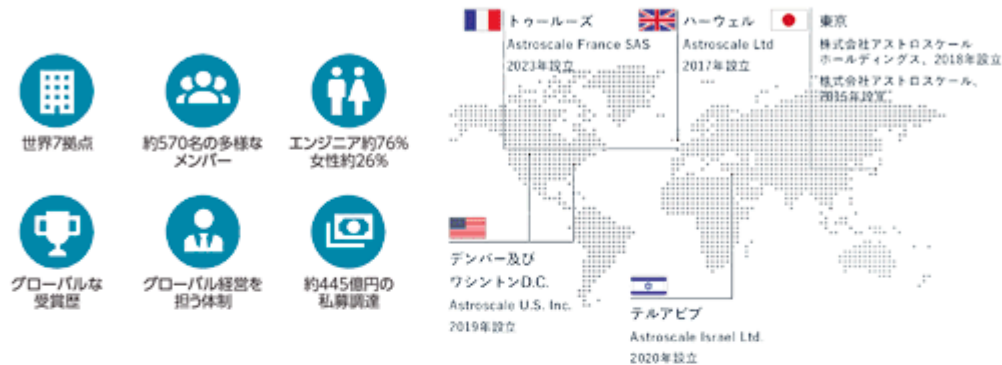 世界7拠点
約570名の多様な
メンバー
エンジニア約76%
女性約26%
グローバルな
受賞歴
グローバル経営を
担う体制
約445億円の
私募調達
トゥールーズ
Astroscale France SAS
2023年設立
ハーウェル
Astroscale Ltd
2017年設立
東京
株式会社アストロスケール
ホールディングス、2018年設立
株式会社アストロスケール、
2015年設立
デンバー及び
ワシントンD.C.
Astroscale U.S. Inc.
2019年設立
テルアビブ
Astroscale Israel Ltd.
2020年設立